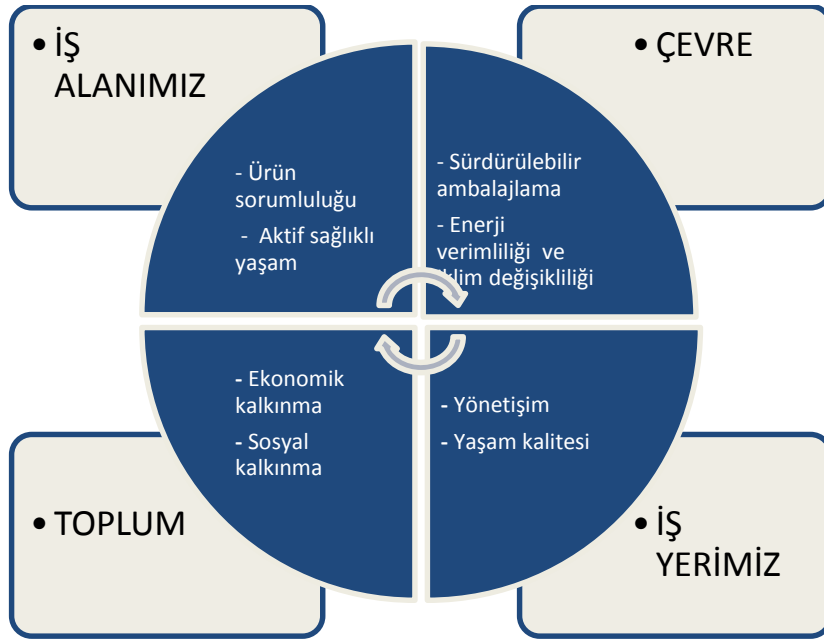 • İŞ
ALANIMIZ
- Ürün
sorumluluğu
- Aktif sağlıklı
yaşam
• ÇEVRE
- Sürdürülebilir
ambalajlama
- Enerji
verimliliği ve
iklim değişikliliği
• TOPLUM
- Ekonomik
kalkınma
- Sosyal
kalkınma
• İŞ
YERİMİZ
- Yönetişim
- Yaşam kalitesi